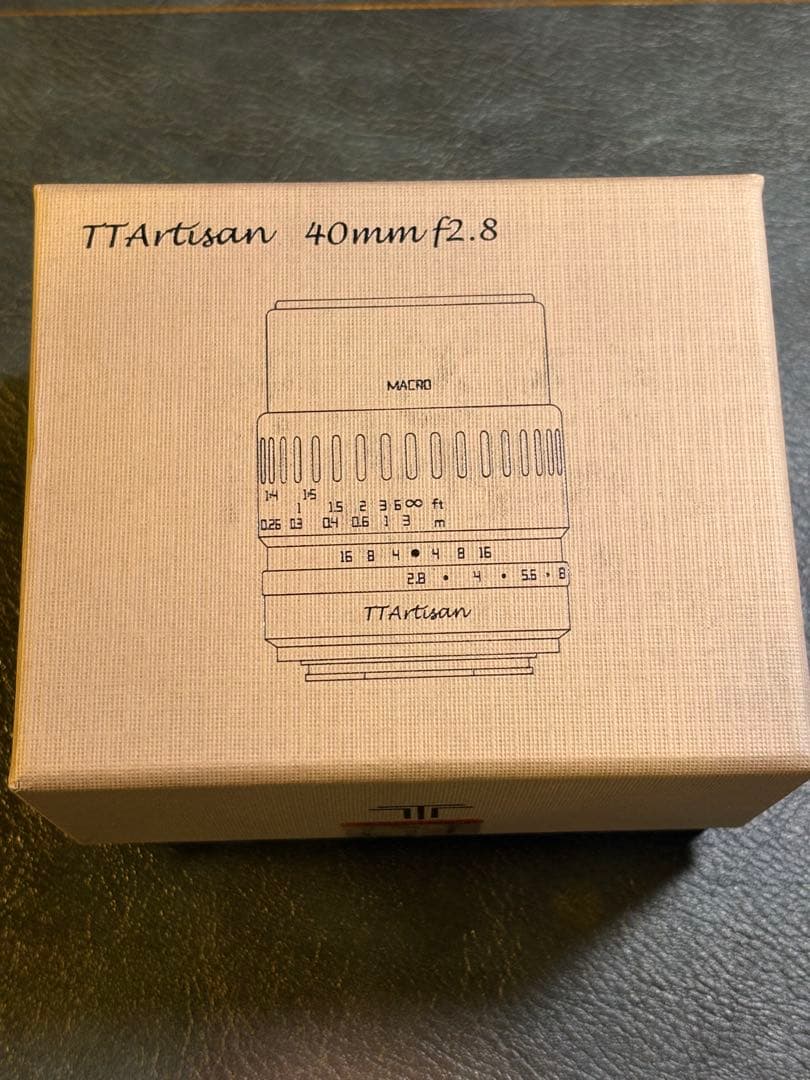 TTArtisan 40mm f2.8
MACRO
1:4 1:5
1 1.5 2 3 6 ∞ ft
0.26 0.3 0.4 0.6 1 3 m
16 8 4 • 4 8 16
2.8 • 4 • 5.6 • 8
TTArtisan